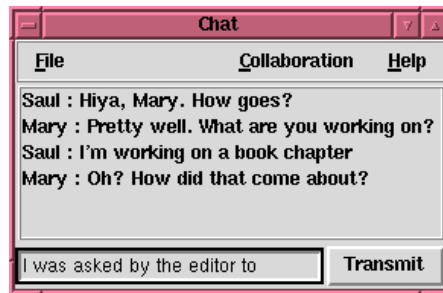 Chat
File Collaboration Help
Saul : Hiya, Mary. How goes?
Mary : Pretty well. What are you working on?
Saul : I'm working on a book chapter
Mary : Oh? How did that come about?
I was asked by the editor to
Transmit